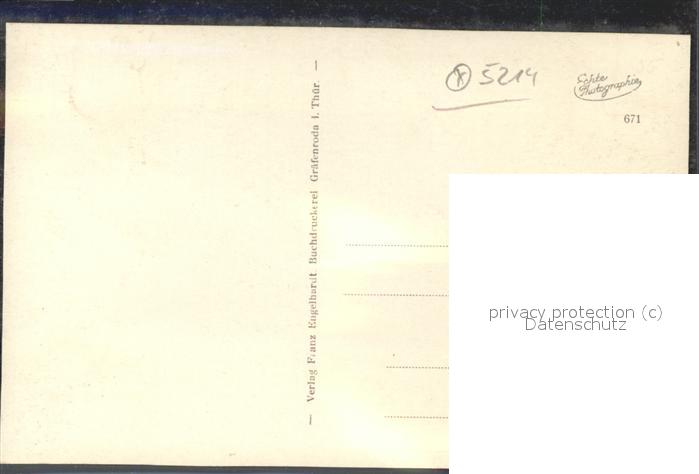 ⓧ 5214
Echte
Photographie
671
— Verlag Franz Engelhardt Buchdruckerei Gräfenroda i. Thür. —
privacy protection (c)
Datenschutz